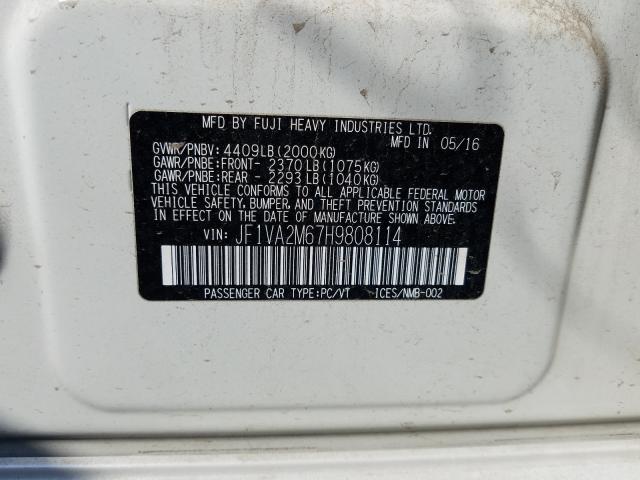 MFD BY FUJI HEAVY INDUSTRIES LTD.
MFD IN 05/16
GVWR/PNBV: 4409LB(2000KG)
GAWR/PNBE:FRONT- 2370LB(1075KG)
GAWR/PNBE:REAR - 2293LB(1040KG)
THIS VEHICLE CONFORMS TO ALL APPLICABLE FEDERAL MOTOR
VEHICLE SAFETY, BUMPER, AND THEFT PREVENTION STANDARDS
IN EFFECT ON THE DATE OF MANUFACTURE SHOWN ABOVE.
VIN: JF1VA2M67H9808114
PASSENGER CAR TYPE:PC/VT ICES/NMB-002